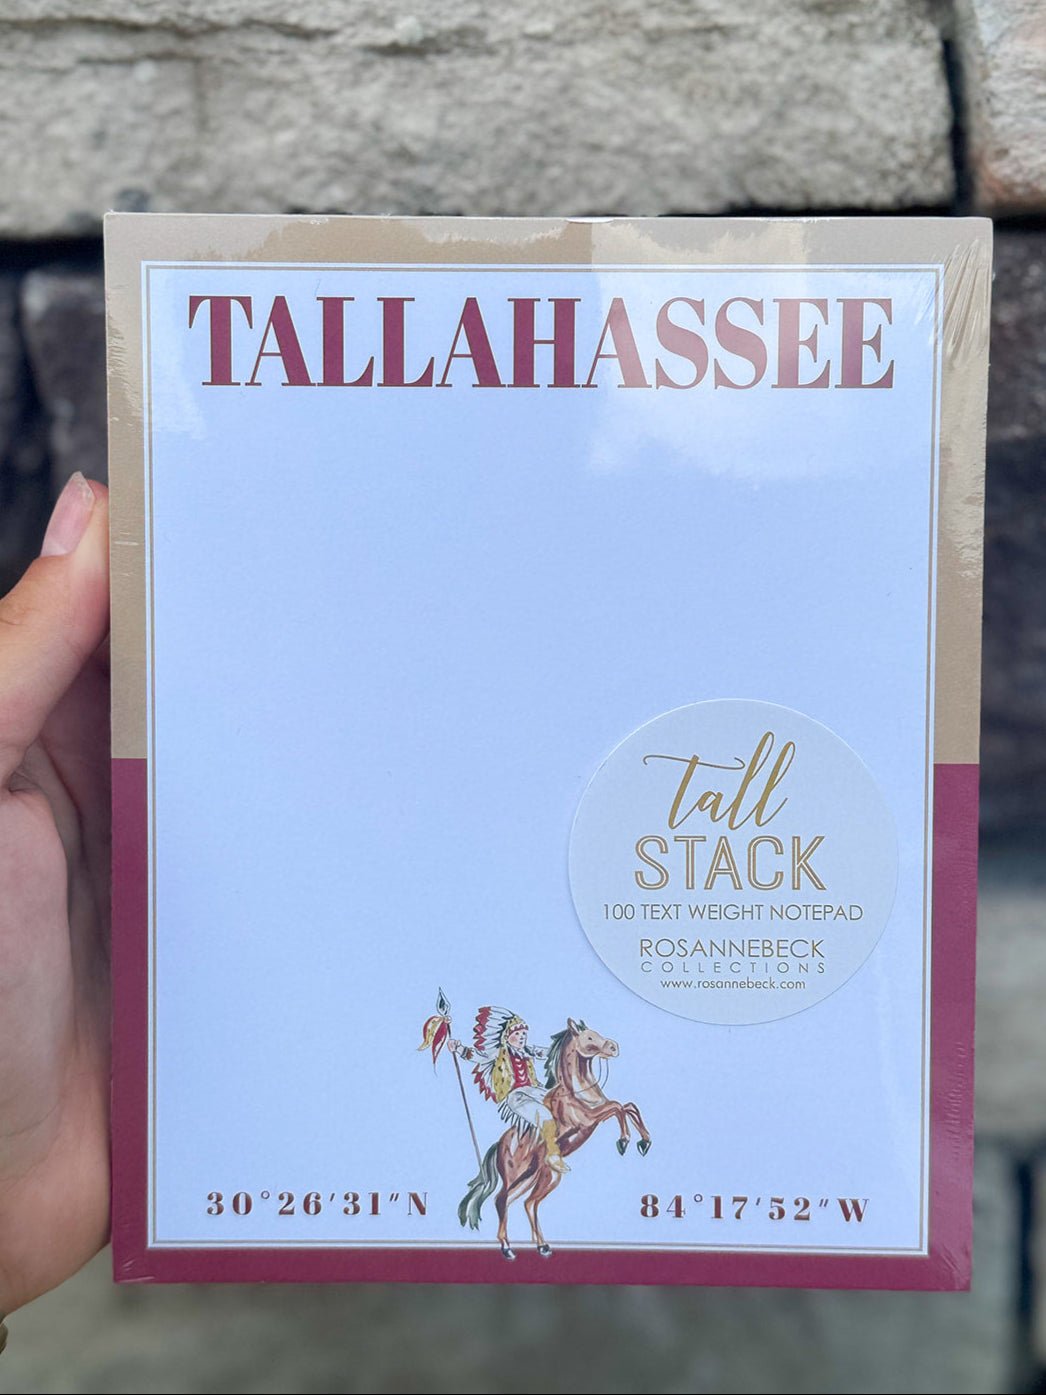 TALLAHASSEE
tall
STACK
100 TEXT WEIGHT NOTEPAD
ROSANNEBECK
COLLECTIONS
www.rosannebeck.com
30°26'31"N 84°17'52"W